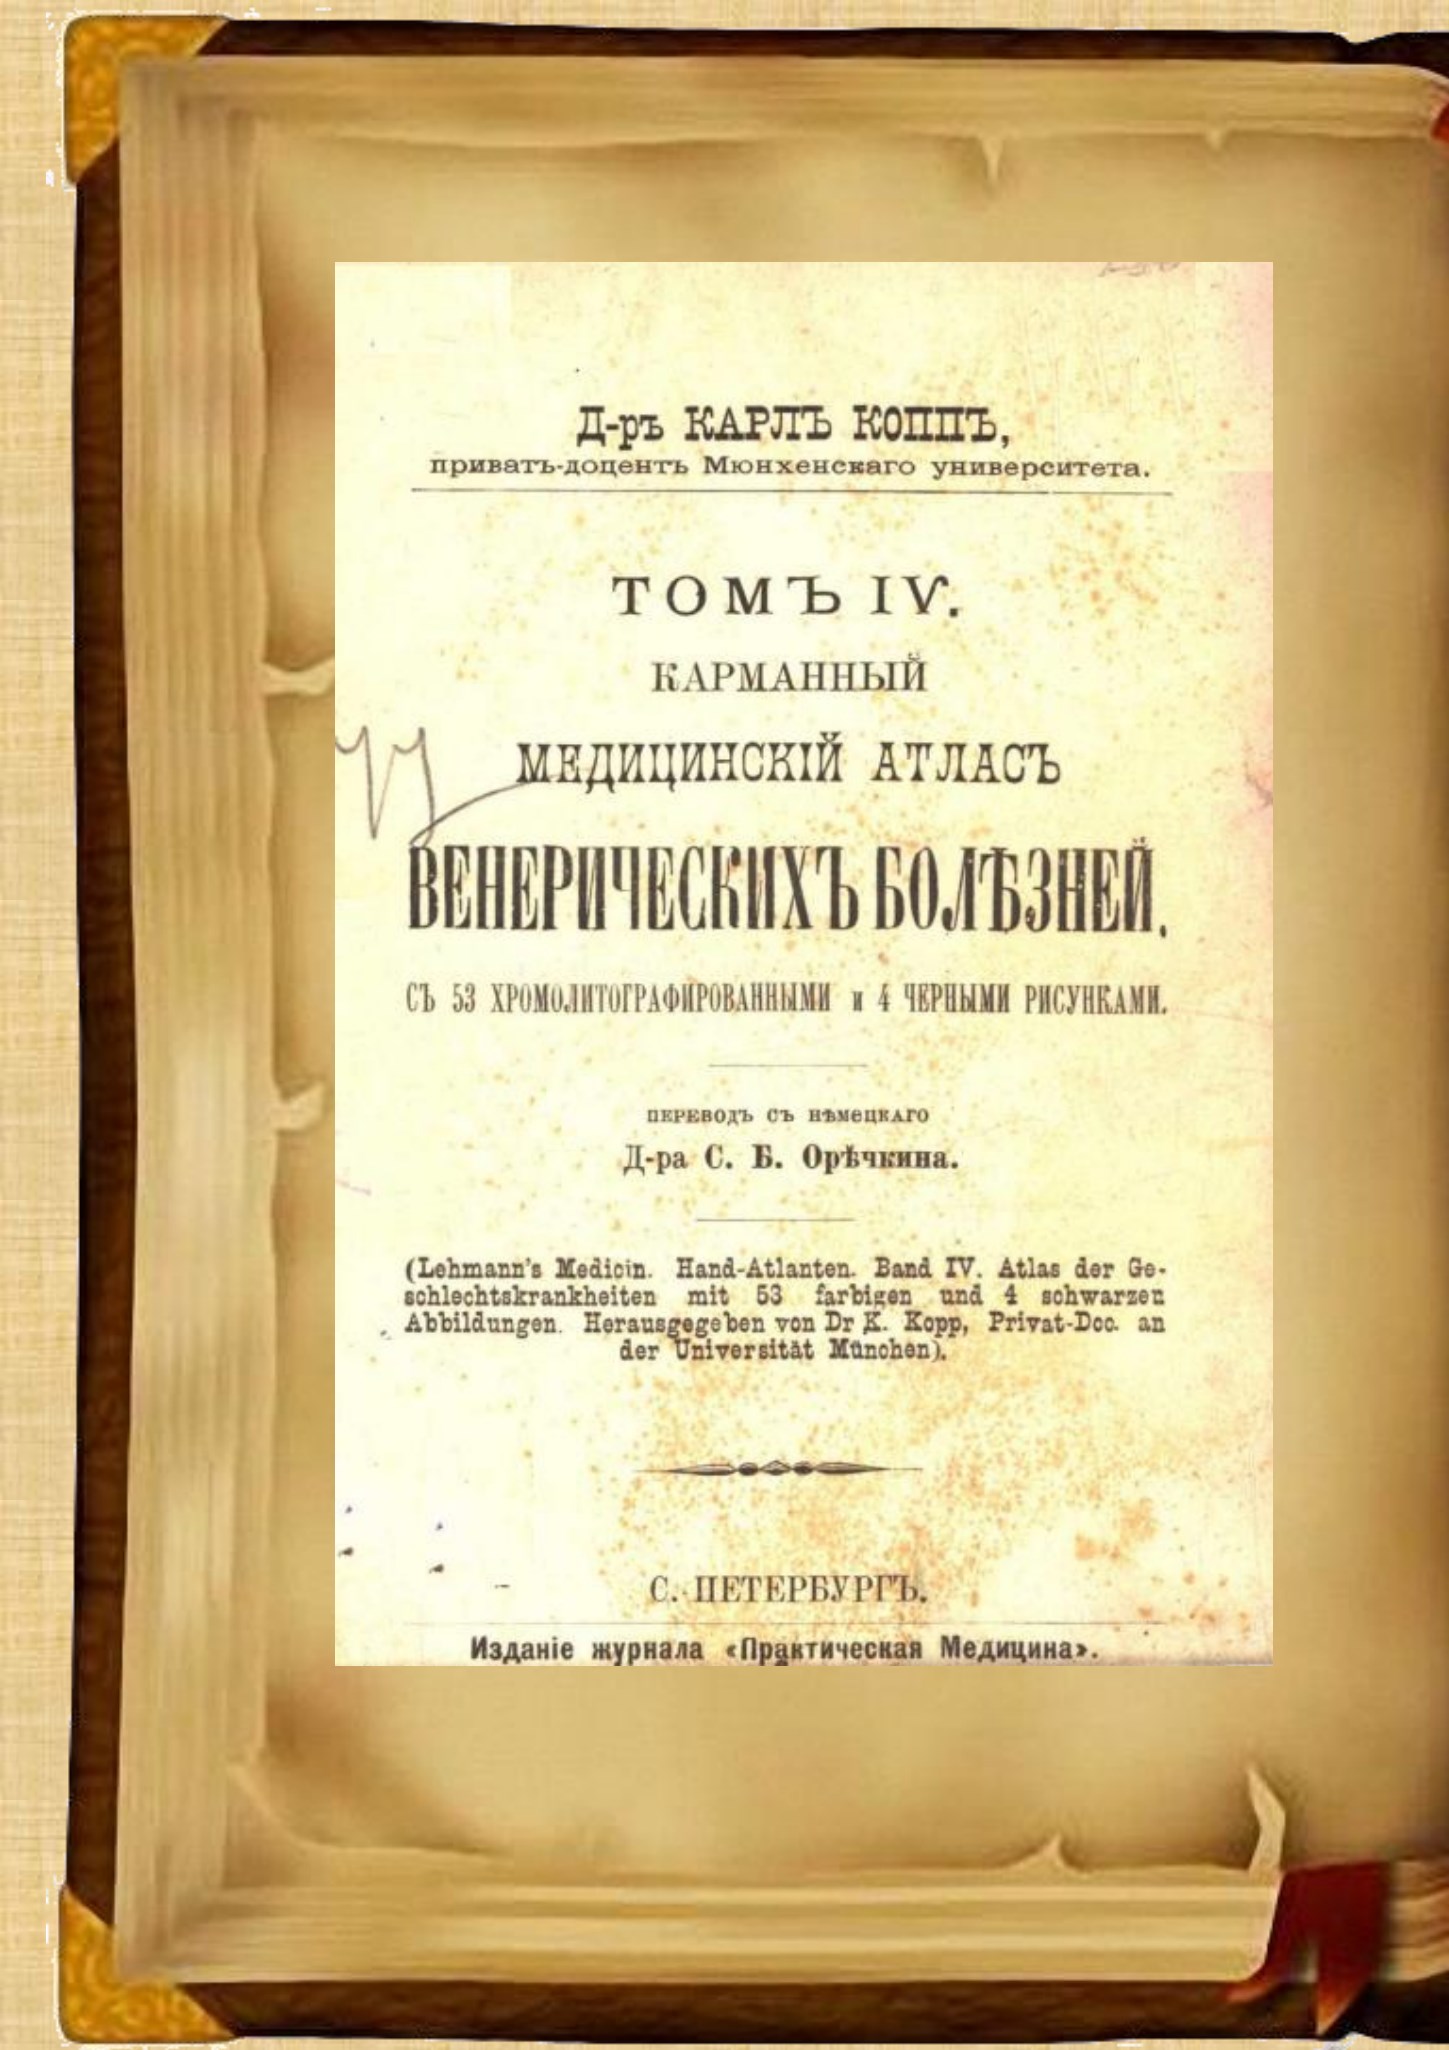 Д-ръ КАРЛЪ КОППЪ,
приватъ-доцентъ Мюнхенскаго университета.
ТОМЪ IV.
КАРМАННЫЙ
МЕДИЦИНСКІЙ АТЛАСЪ
ВЕНЕРИЧЕСКИХЪ БОЛѢЗНЕЙ.
СЪ 53 ХРОМОЛИТОГРАФИРОВАННЫМИ и 4 ЧЕРНЫМИ РИСУНКАМИ.
ПЕРЕВОДЪ СЪ НѢМЕЦКАГО
Д-ра С. Б. Орѣчкина.
(Lehmann's Medicin. Hand-Atlanten. Band IV. Atlas der Ge-
schlechtskrankheiten mit 53 farbigen und 4 schwarzen
Abbildungen. Herausgegeben von Dr K. Kopp, Privat-Doc. an
der Universität München).
С. ПЕТЕРБУРГЪ.
Изданіе журнала «Практическая Медицина».